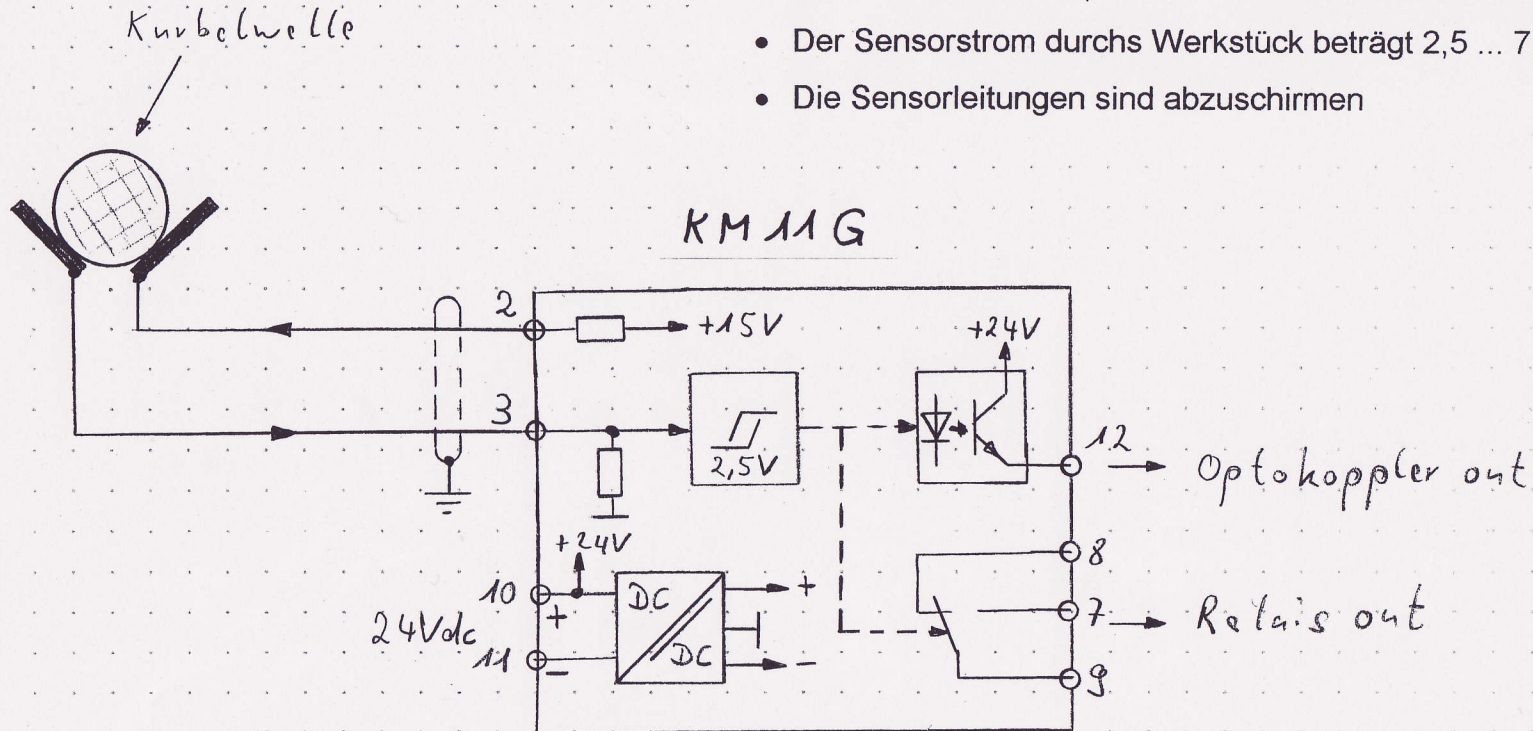 Knrbelwelle
• Der Sensorstrom durchs Werkstück beträgt 2,5 ... 7
• Die Sensorleitungen sind abzuschirmen
KM11G
2
+15V
+24V
3
2,5V
12
Optokoppler out
+24V
8
10
+
DC
+
7
Relais out
24Vdc
11
-
DC
-
9